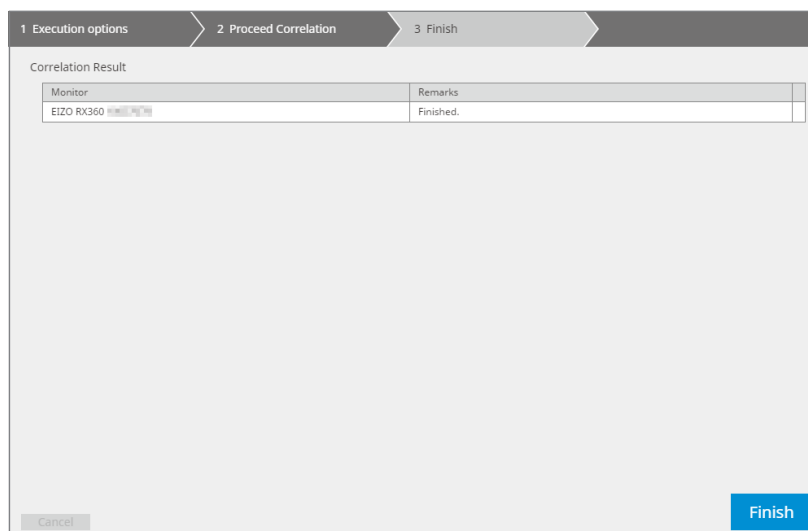 1 Execution options
2 Proceed Correlation
3 Finish
Correlation Result
Monitor Remarks
EIZO RX360 Finished.
Cancel
Finish